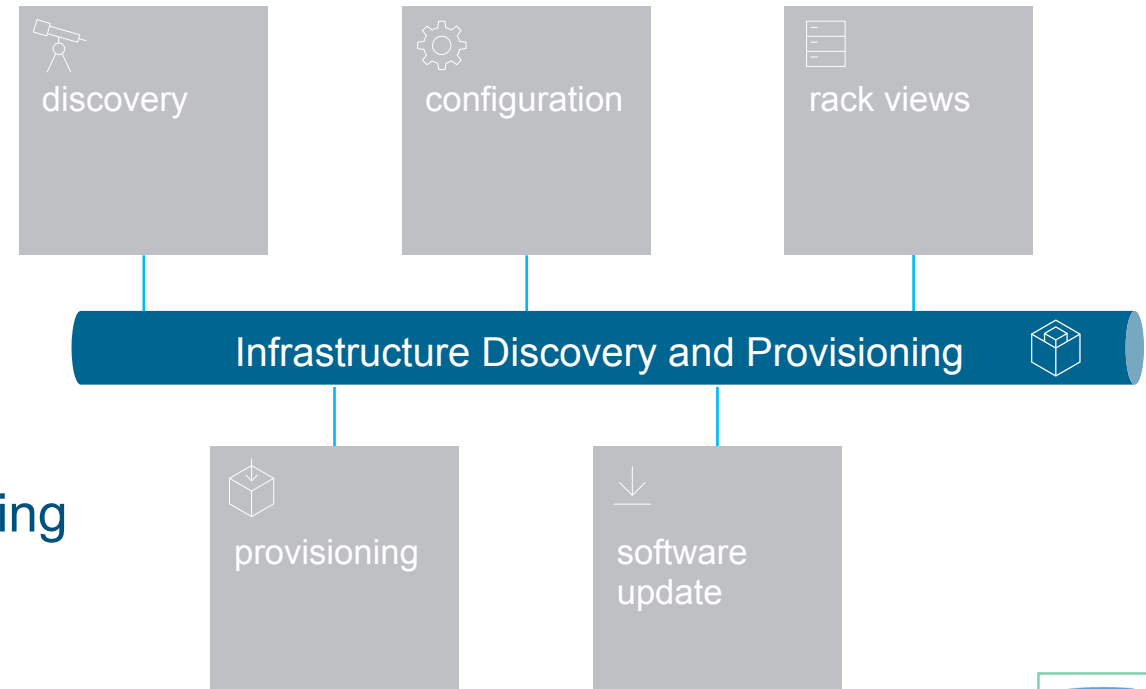 discovery
configuration
rack views
Infrastructure Discovery and Provisioning
ing
provisioning
software
update